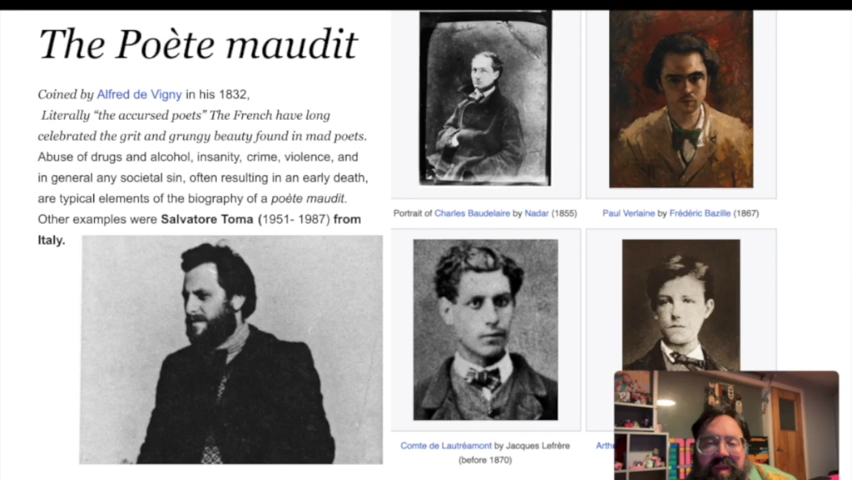 The Poète maudit
Coined by Alfred de Vigny in his 1832,
Literally “the accursed poets” The French have long
celebrated the grit and grungy beauty found in mad poets.
Abuse of drugs and alcohol, insanity, crime, violence, and
in general any societal sin, often resulting in an early death,
are typical elements of the biography of a poète maudit.
Other examples were Salvatore Toma (1951- 1987) from
Italy.
Portrait of Charles Baudelaire by Nadar (1855)
Paul Verlaine by Frédéric Bazille (1867)
Comte de Lautréamont by Jacques Lefrère
(before 1870)